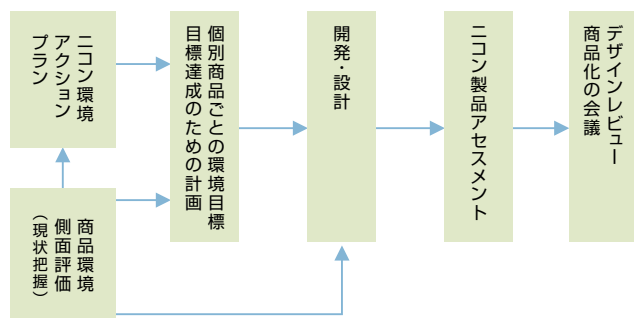 ニコン環境
アクション
プラン
商品環境
側面評価
（現状把握）
個別商品ごとの環境目標
目標達成のための計画
開発・設計
ニコン製品アセスメント
デザインレビュー
商品化の会議